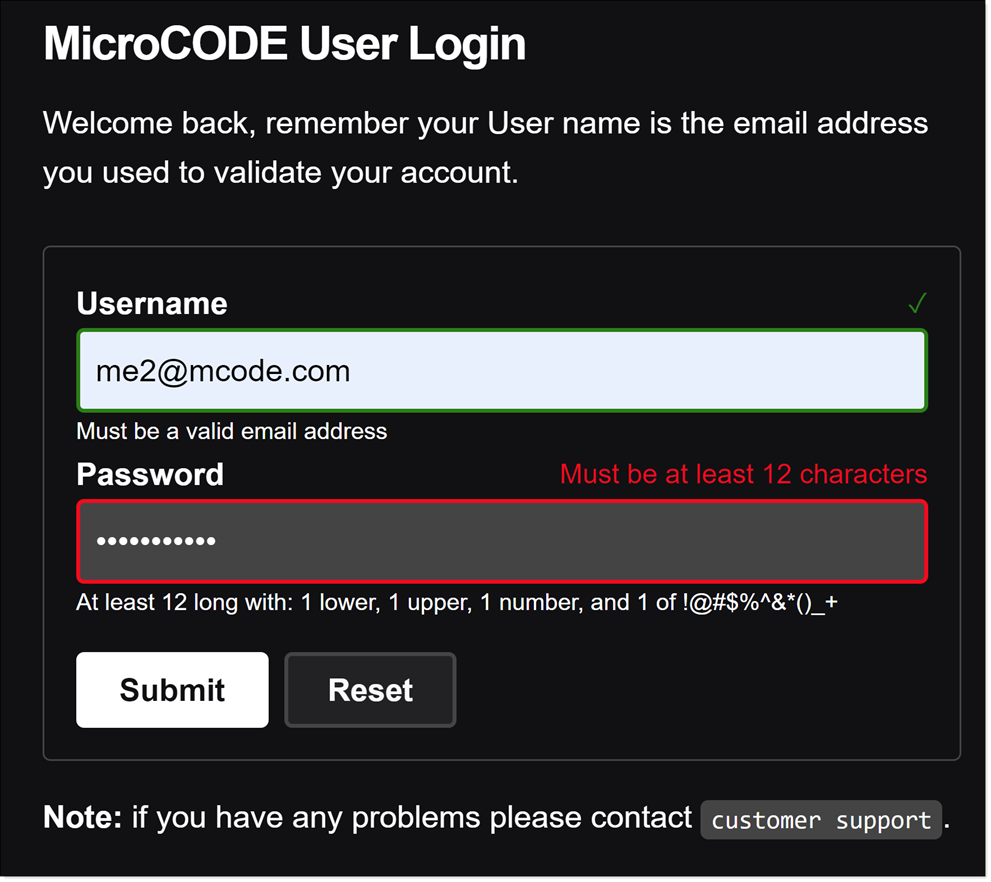 MicroCODE User Login
Welcome back, remember your User name is the email address
you used to validate your account.
Username ✓
me2@mcode.com
Must be a valid email address
Password Must be at least 12 characters
•••••••••••
At least 12 long with: 1 lower, 1 upper, 1 number, and 1 of !@#$%^&*()_+
Submit Reset
Note: if you have any problems please contact customer support.